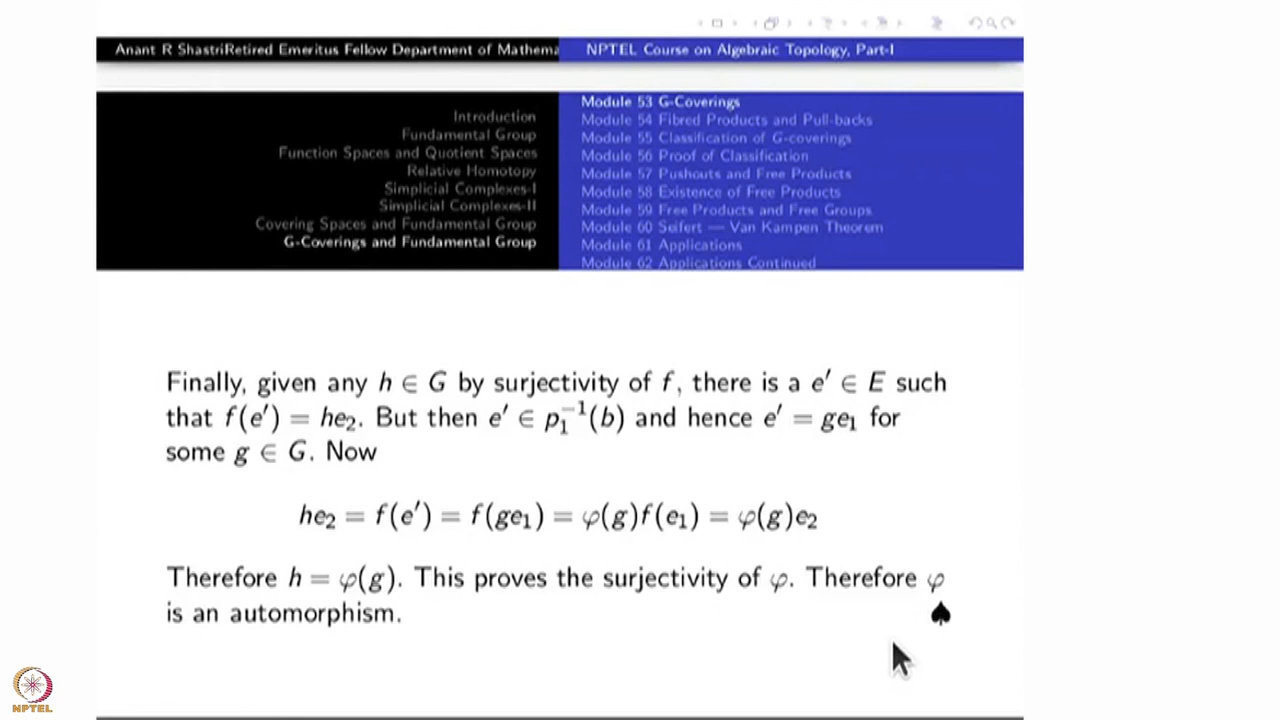 Anant R ShastriRetired Emeritus Fellow Department of Mathema
NPTEL Course on Algebraic Topology, Part-I
Introduction
Fundamental Group
Function Spaces and Quotient Spaces
Relative Homotopy
Simplicial Complexes-I
Simplicial Complexes-II
Covering Spaces and Fundamental Group
G-Coverings and Fundamental Group
Module 53 G-Coverings
Module 54 Fibred Products and Pull-backs
Module 55 Classification of G-coverings
Module 56 Proof of Classification
Module 57 Pushouts and Free Products
Module 58 Existence of Free Products
Module 59 Free Products and Free Groups
Module 60 Seifert — Van Kampen Theorem
Module 61 Applications
Module 62 Applications Continued
Finally, given any h ∈ G by surjectivity of f, there is a e′ ∈ E such
that f(e′) = he₂. But then e′ ∈ p₁⁻¹(b) and hence e′ = ge₁ for
some g ∈ G. Now
he₂ = f(e′) = f(ge₁) = φ(g)f(e₁) = φ(g)e₂
Therefore h = φ(g). This proves the surjectivity of φ. Therefore φ
is an automorphism. ♠
NPTEL